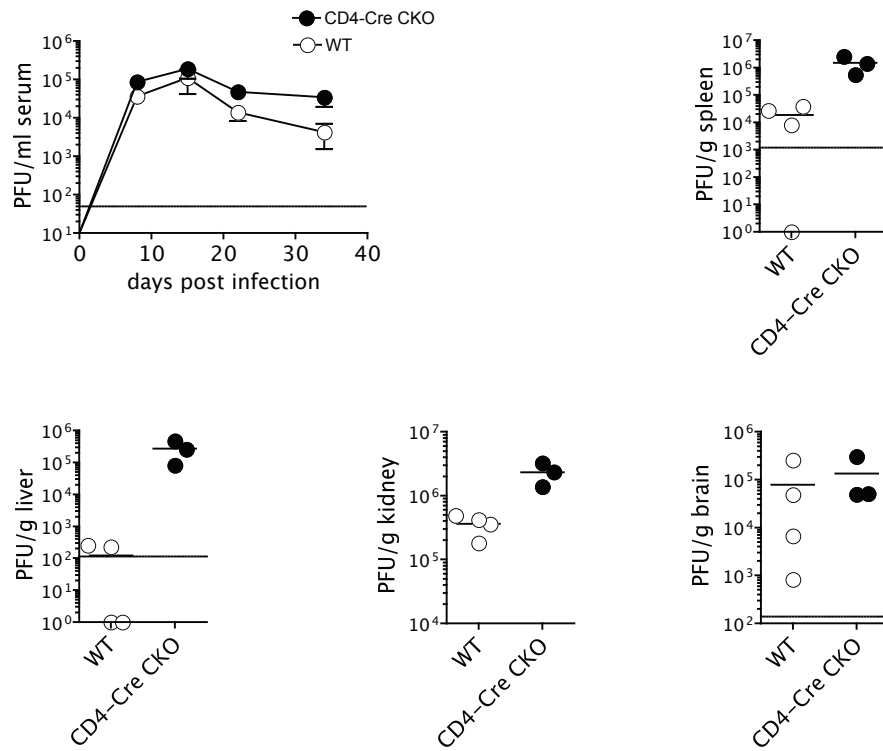 CD4-Cre CKO
WT
PFU/ml serum
10⁶
10⁵
10⁴
10³
10²
10¹
0 10 20 30 40
days post infection
PFU/g spleen
10⁷
10⁶
10⁵
10⁴
10³
10²
10¹
10⁰
WT
CD4–Cre CKO
PFU/g liver
10⁶
10⁵
10⁴
10³
10²
10¹
10⁰
WT
CD4–Cre CKO
PFU/g kidney
10⁷
10⁶
10⁵
10⁴
WT
CD4–Cre CKO
PFU/g brain
10⁶
10⁵
10⁴
10³
10²
WT
CD4–Cre CKO